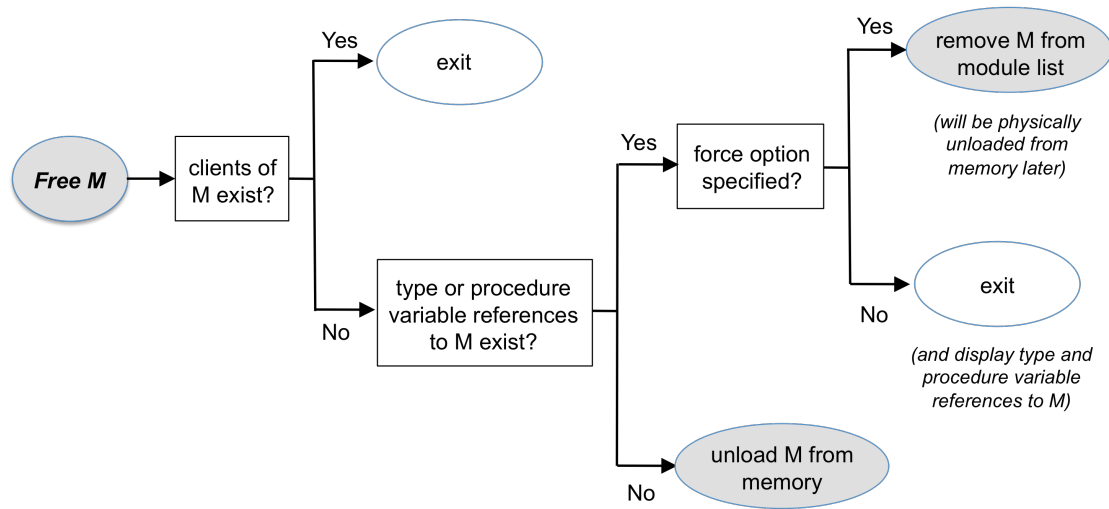 Free M
clients of
M exist?
Yes
exit
No
type or procedure
variable references
to M exist?
Yes
force option
specified?
Yes
remove M from
module list
(will be physically
unloaded from
memory later)
No
exit
(and display type and
procedure variable
references to M)
No
unload M from
memory